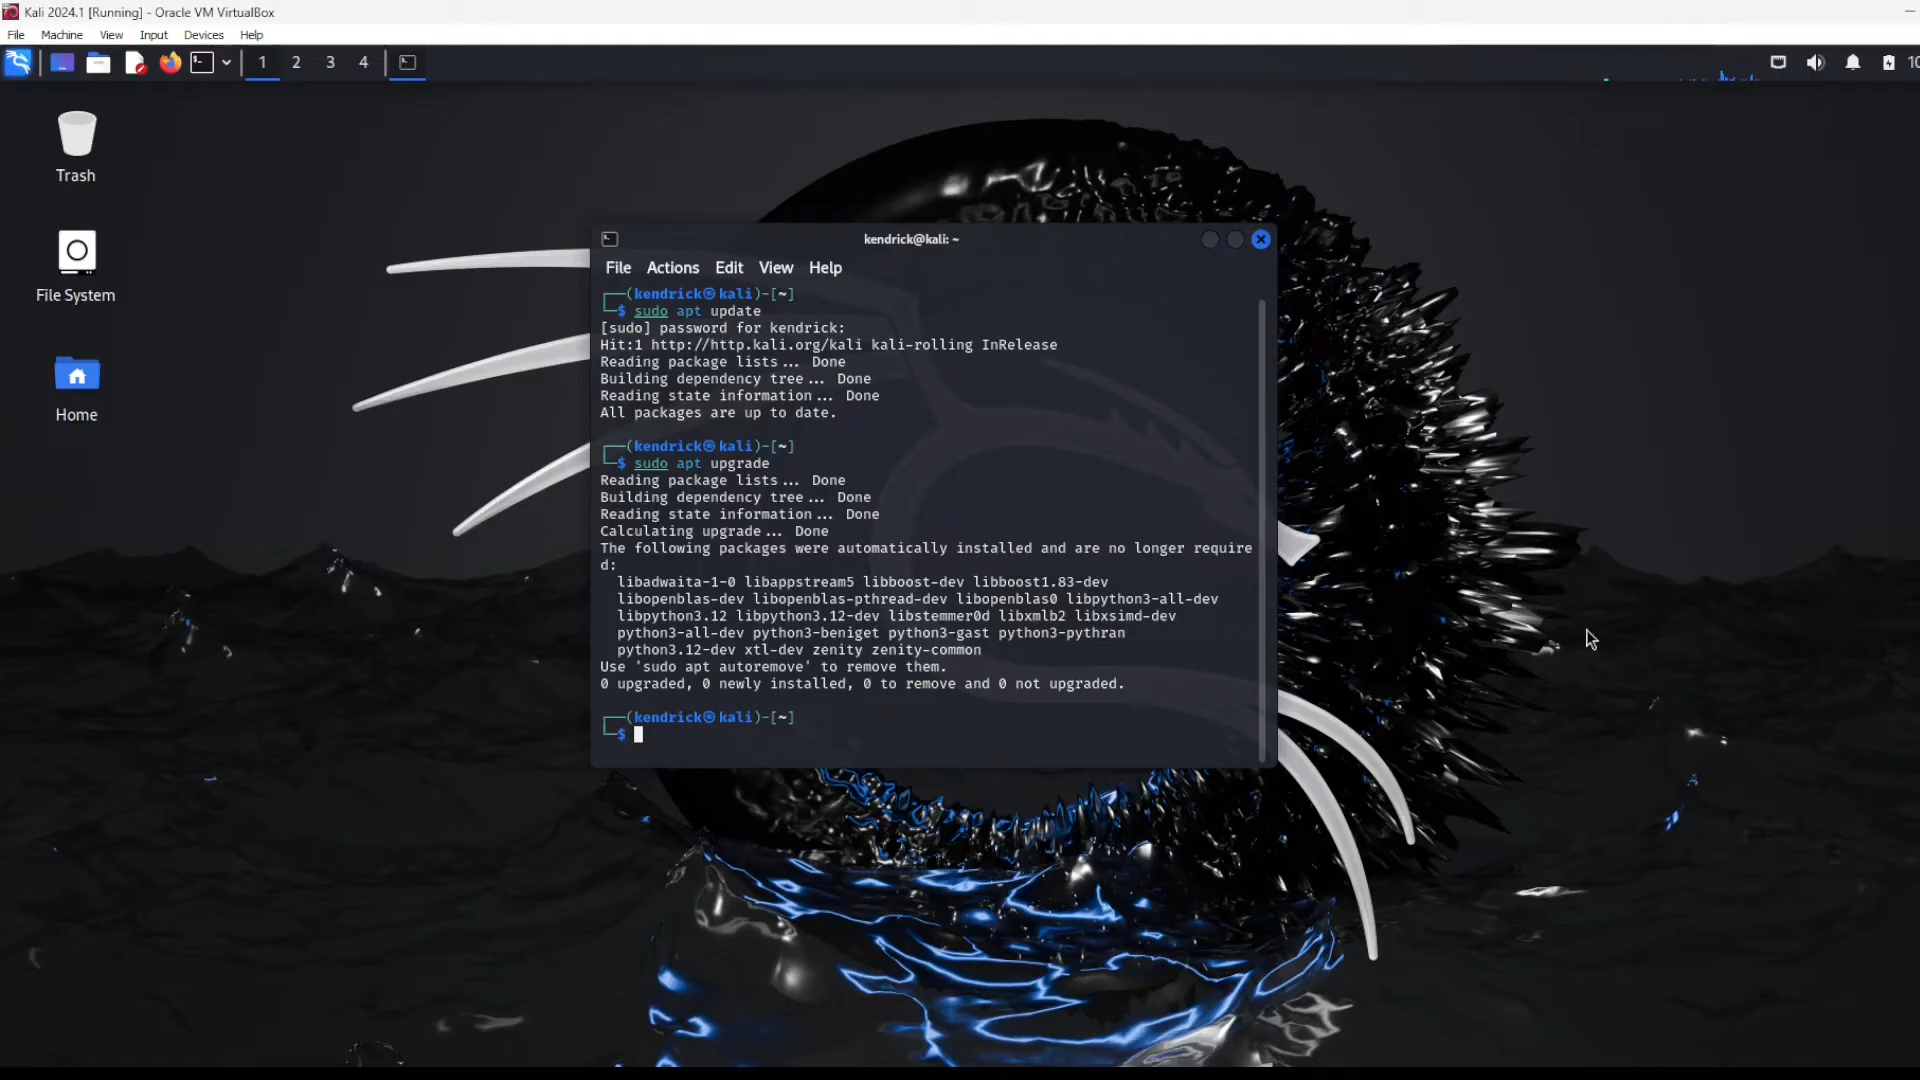 Kali 2024.1 [Running] - Oracle VM VirtualBox
File Machine View Input Devices Help
1 2 3 4
Trash
File System
Home
kendrick@kali: ~
File Actions Edit View Help
┌──(kendrick㉿kali)-[~]
└─$ sudo apt update
[sudo] password for kendrick:
Hit:1 http://http.kali.org/kali kali-rolling InRelease
Reading package lists... Done
Building dependency tree... Done
Reading state information... Done
All packages are up to date.
┌──(kendrick㉿kali)-[~]
└─$ sudo apt upgrade
Reading package lists... Done
Building dependency tree... Done
Reading state information... Done
Calculating upgrade... Done
The following packages were automatically installed and are no longer require
d:
libadwaita-1-0 libappstream5 libboost-dev libboost1.83-dev
libopenblas-dev libopenblas-pthread-dev libopenblas0 libpython3-all-dev
libpython3.12 libpython3.12-dev libstemmer0d libxmlb2 libxsimd-dev
python3-all-dev python3-beniget python3-gast python3-pythran
python3.12-dev xtl-dev zenity zenity-common
Use 'sudo apt autoremove' to remove them.
0 upgraded, 0 newly installed, 0 to remove and 0 not upgraded.
┌──(kendrick㉿kali)-[~]
└─$